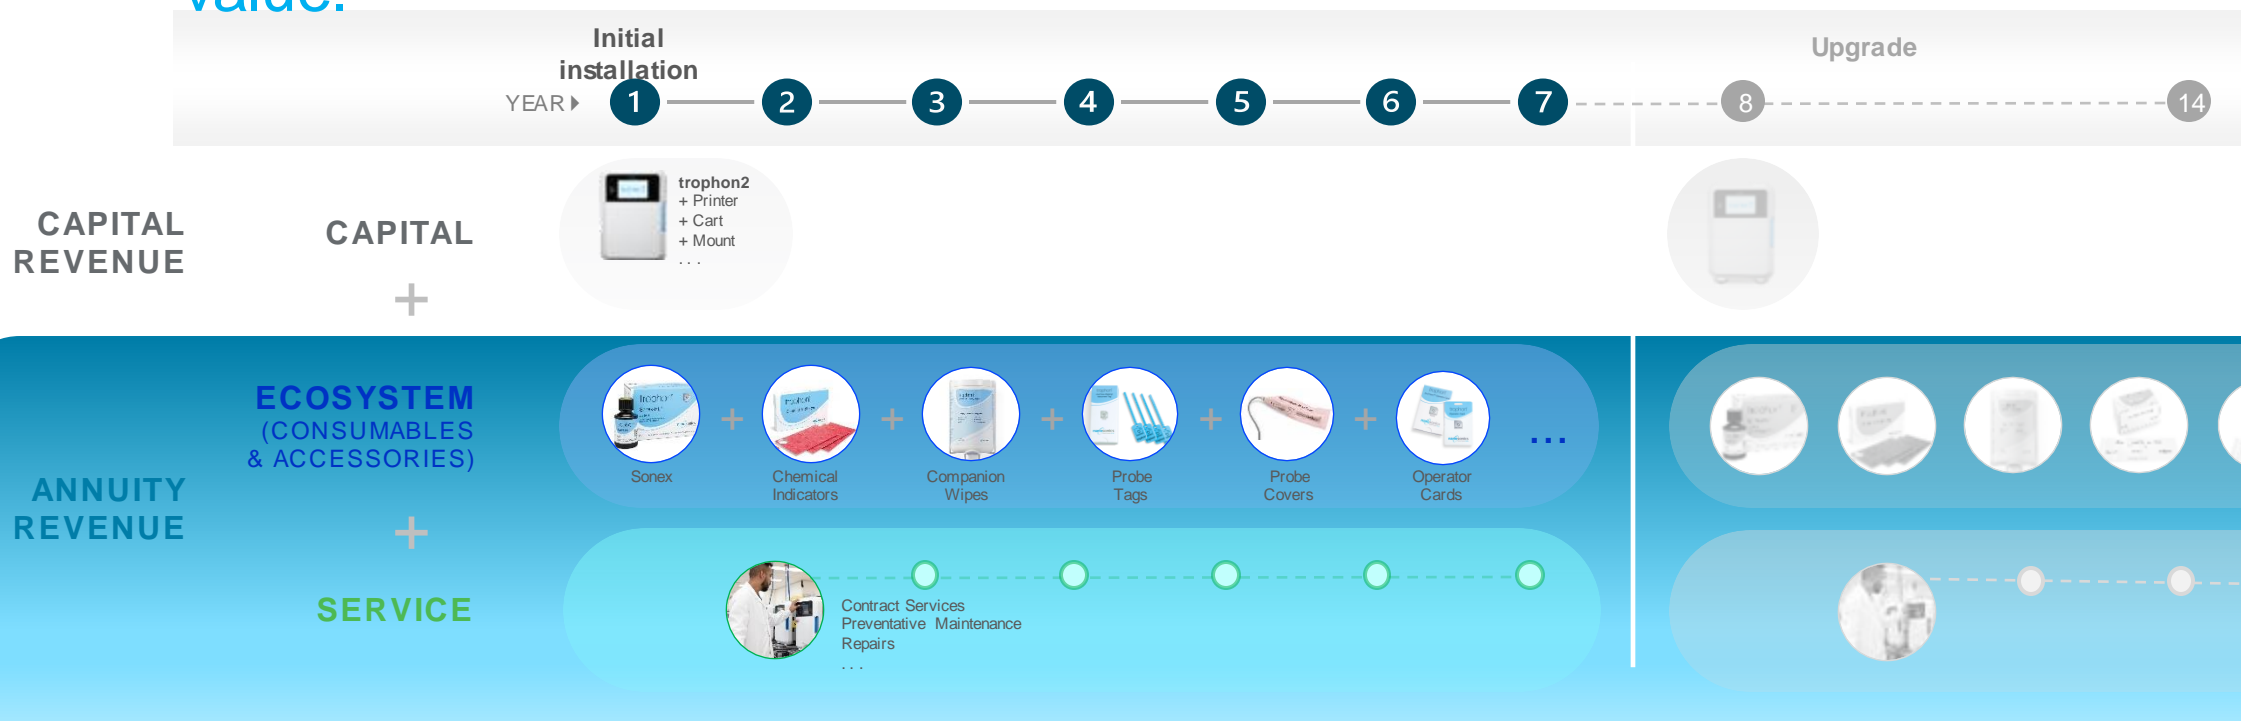 value.
Initial
installation
Upgrade
YEAR
1 2 3 4 5 6 7 8 14
trophon2
+ Printer
+ Cart
+ Mount
. . .
CAPITAL
REVENUE
CAPITAL
+
ECOSYSTEM
(CONSUMABLES
& ACCESSORIES)
+ + + + + ...
Sonex
Chemical
Indicators
Companion
Wipes
Probe
Tags
Probe
Covers
Operator
Cards
ANNUITY
REVENUE
+
SERVICE
Contract Services
Preventative Maintenance
Repairs
. . .